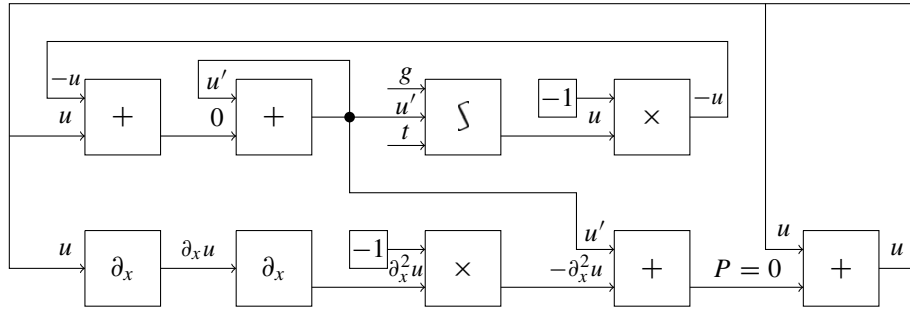 −u u′ g −1 −u
u + 0 + u′ ∫ u ×
t
u ∂ₓ ∂ₓu ∂ₓ −1 ∂ₓ²u × −∂ₓ²u u′ + P = 0 u + u